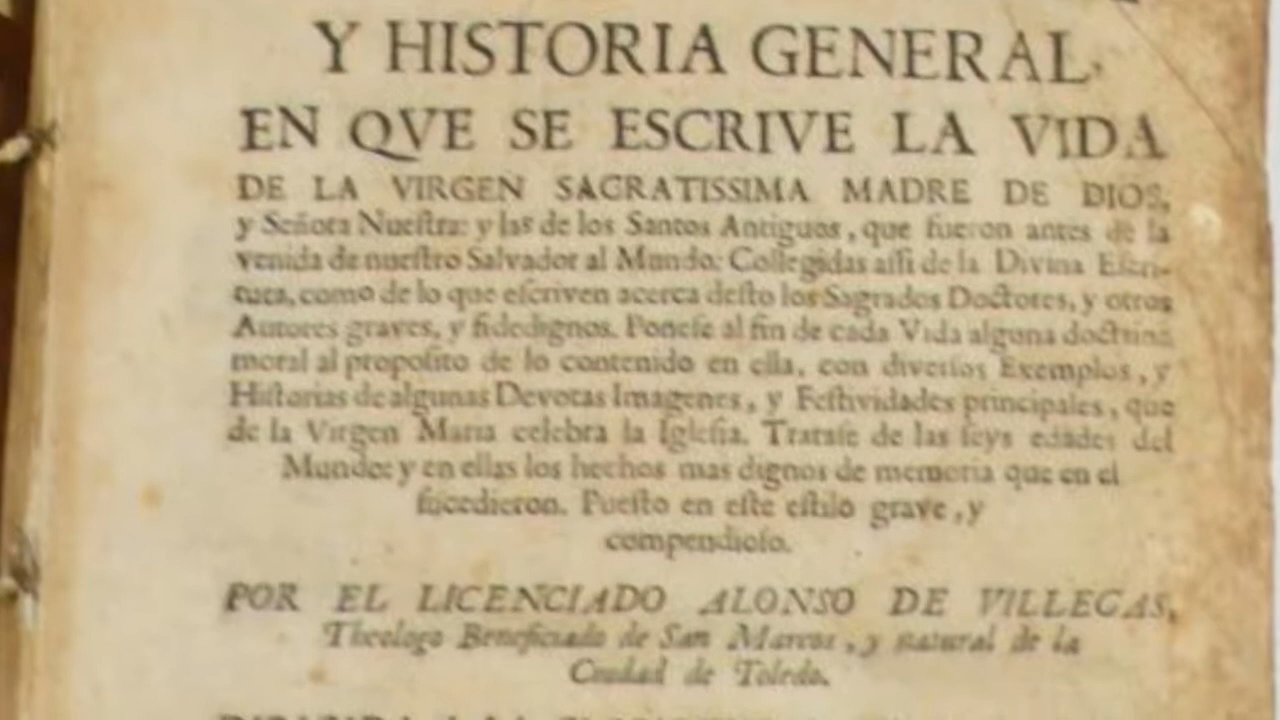 Y HISTORIA GENERAL,
EN QVE SE ESCRIVE LA VIDA
DE LA VIRGEN SACRATISSIMA MADRE DE DIOS,
y Señora Nueſtra: y las de los Santos Antiguos, que fueron antes de la
venida de nueſtro Salvador al Mundo: Collegidas aſsi de la Divina Eſcri-
tura, como de lo que eſcriven acerca deſto los Sagrados Doctores, y otros
Autores graves, y fidedignos. Poneſe al fin de cada Vida alguna doctrina
moral al propoſito de lo contenido en ella, con diverſos Exemplos, y
Hiſtorias de algunas Devotas Imagenes, y Feſtividades principales, que
de la Virgen Maria celebra la Igleſia. Trataſe de las ſeys edades del
Mundo: y en ellas los hechos mas dignos de memoria que en el
ſucedieron. Pueſto en eſte eſtilo grave, y
compendioſo.
POR EL LICENCIADO ALONSO DE VILLEGAS,
Theologo Beneficiado de San Marcos, y natural de la
Ciudad de Toledo.